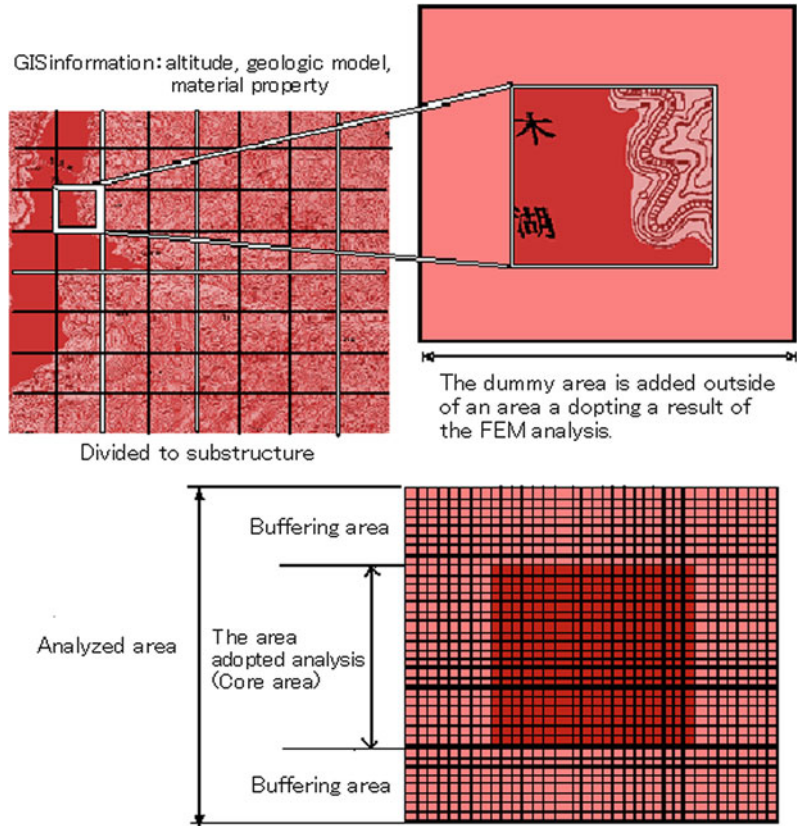 GISinformation: altitude, geologic model,
material property
木
湖
Divided to substructure
The dummy area is added outside
of an area a dopting a result of
the FEM analysis.
Buffering area
Analyzed area
The area
adopted analysis
(Core area)
Buffering area